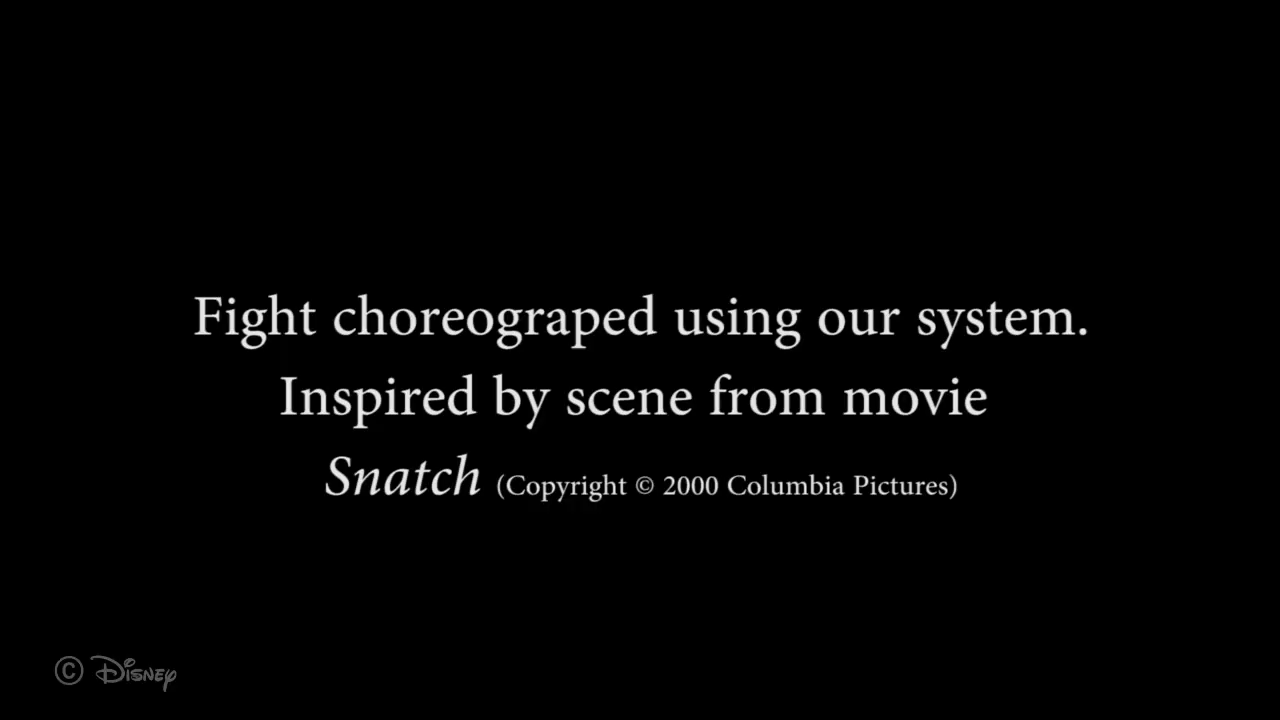 Fight choreograped using our system.
Inspired by scene from movie
Snatch (Copyright © 2000 Columbia Pictures)
© Disney